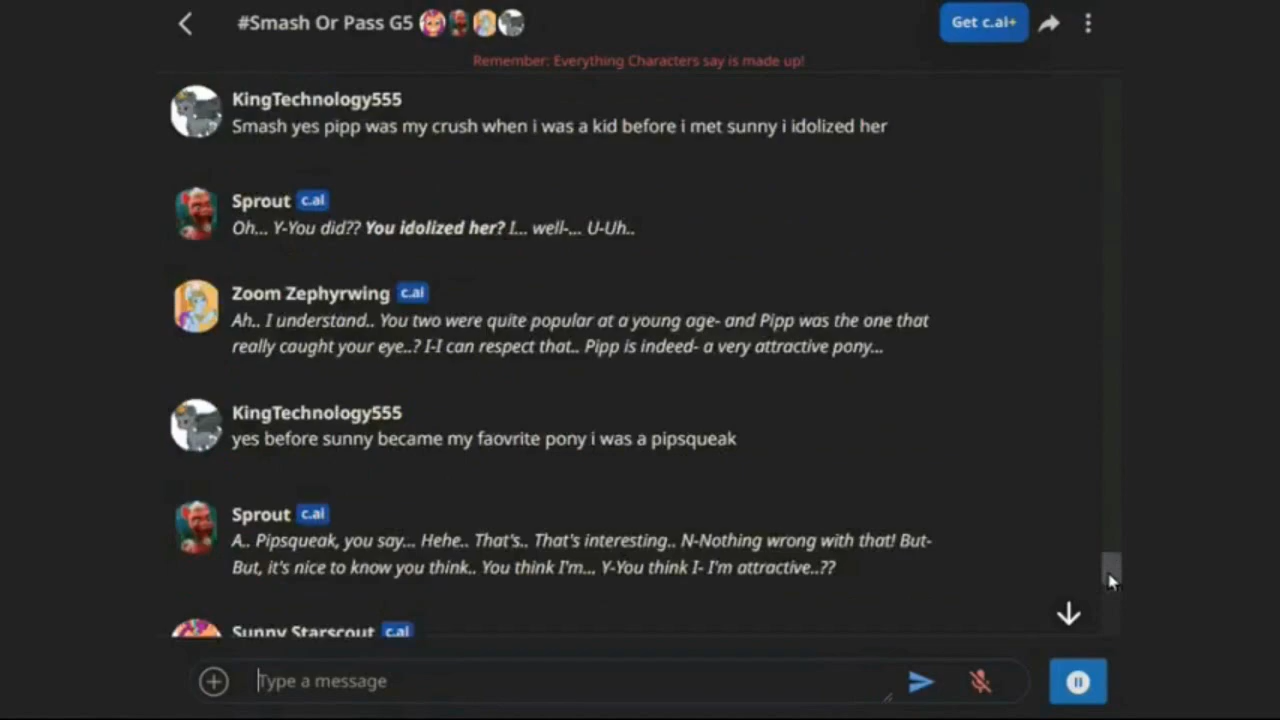 #Smash Or Pass G5
Get c.ai+
Remember: Everything Characters say is made up!
KingTechnology555
Smash yes pipp was my crush when i was a kid before i met sunny i idolized her
Sprout c.ai
Oh... Y-You did?? You idolized her? I... well-... U-Uh..
Zoom Zephyrwing c.ai
Ah.. I understand.. You two were quite popular at a young age- and Pipp was the one that
really caught your eye..? I-I can respect that.. Pipp is indeed- a very attractive pony...
KingTechnology555
yes before sunny became my faovrite pony i was a pipsqueak
Sprout c.ai
A.. Pipsqueak, you say... Hehe.. That's.. That's interesting.. N-Nothing wrong with that! But-
But, it's nice to know you think.. You think I'm... Y-You think I- I'm attractive..??
Sunny Starscout c.ai
Type a message